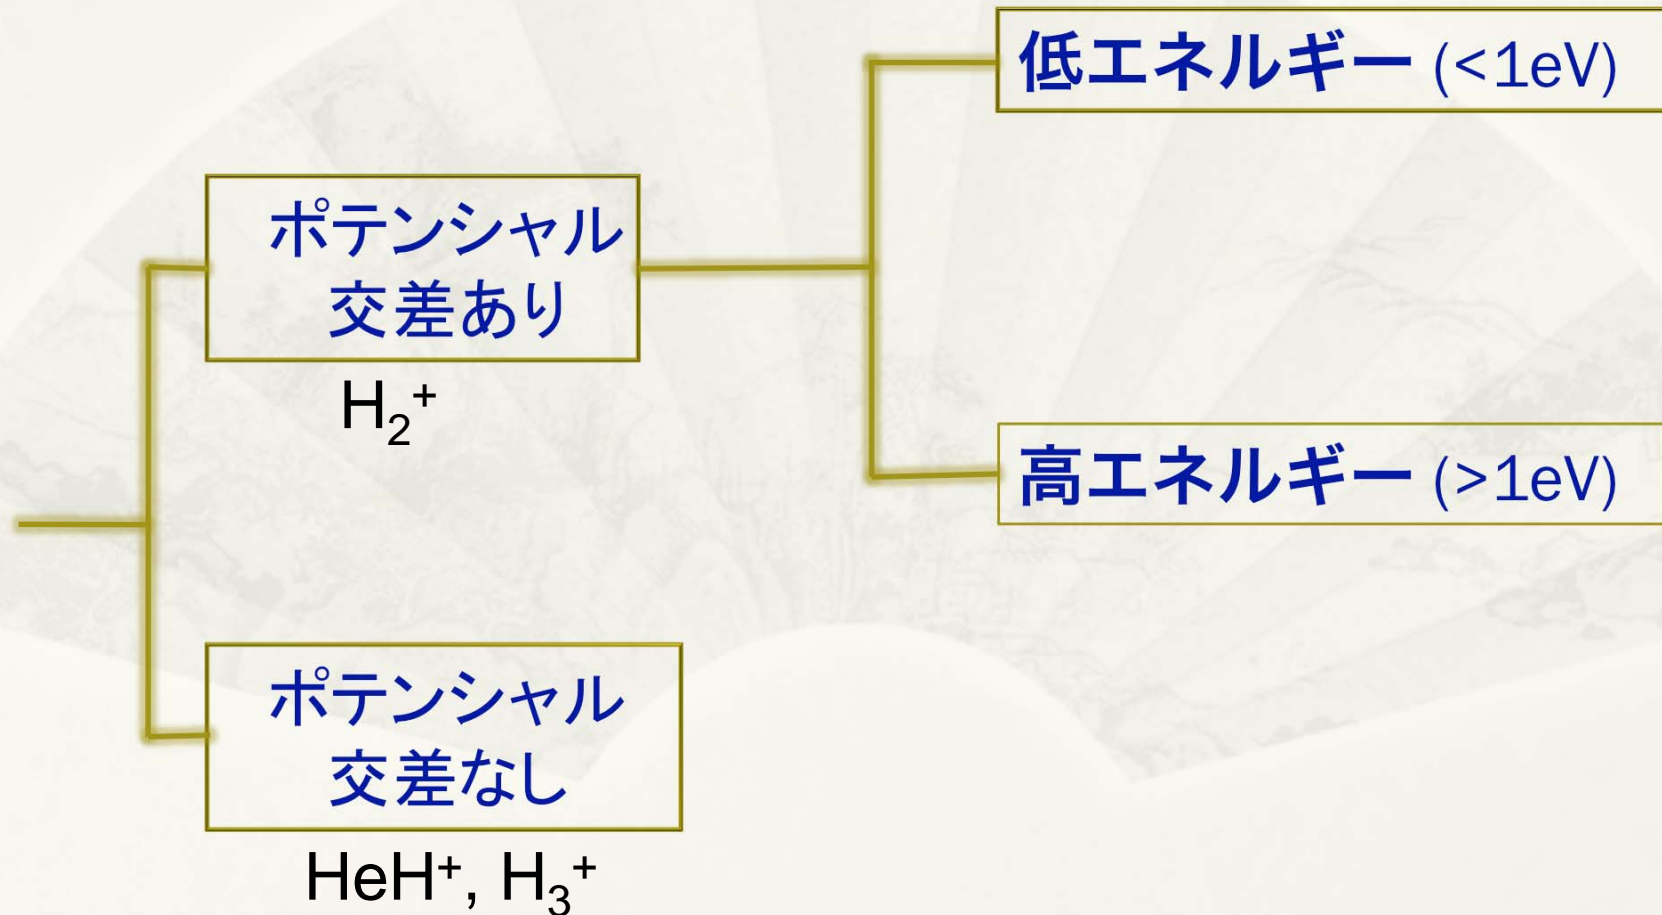 低エネルギー (<1eV)
ポテンシャル
交差あり
H₂⁺
高エネルギー (>1eV)
ポテンシャル
交差なし
HeH⁺, H₃⁺